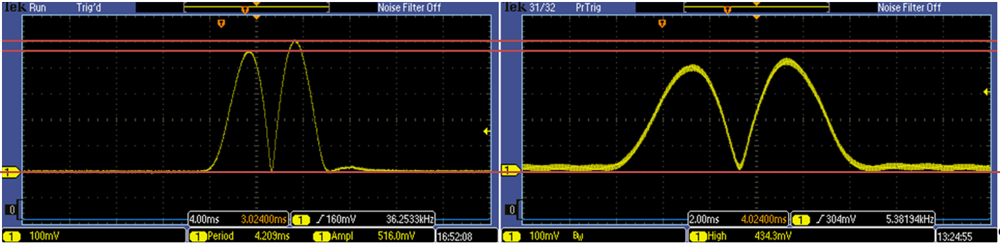 Tek Run Trig'd Noise Filter Off
T
T
1
0
4.00ms 3.02400ms 1 160mV 36.2533kHz
1 100mV 1 Period 4.209ms 1 Ampl 516.0mV 16:52:08
Tek 31/32 PrTrig Noise Filter Off
T
T
1
0
2.00ms 4.02400ms 1 304mV 5.38194kHz
1 100mV BW 1 High 434.3mV 13:24:55